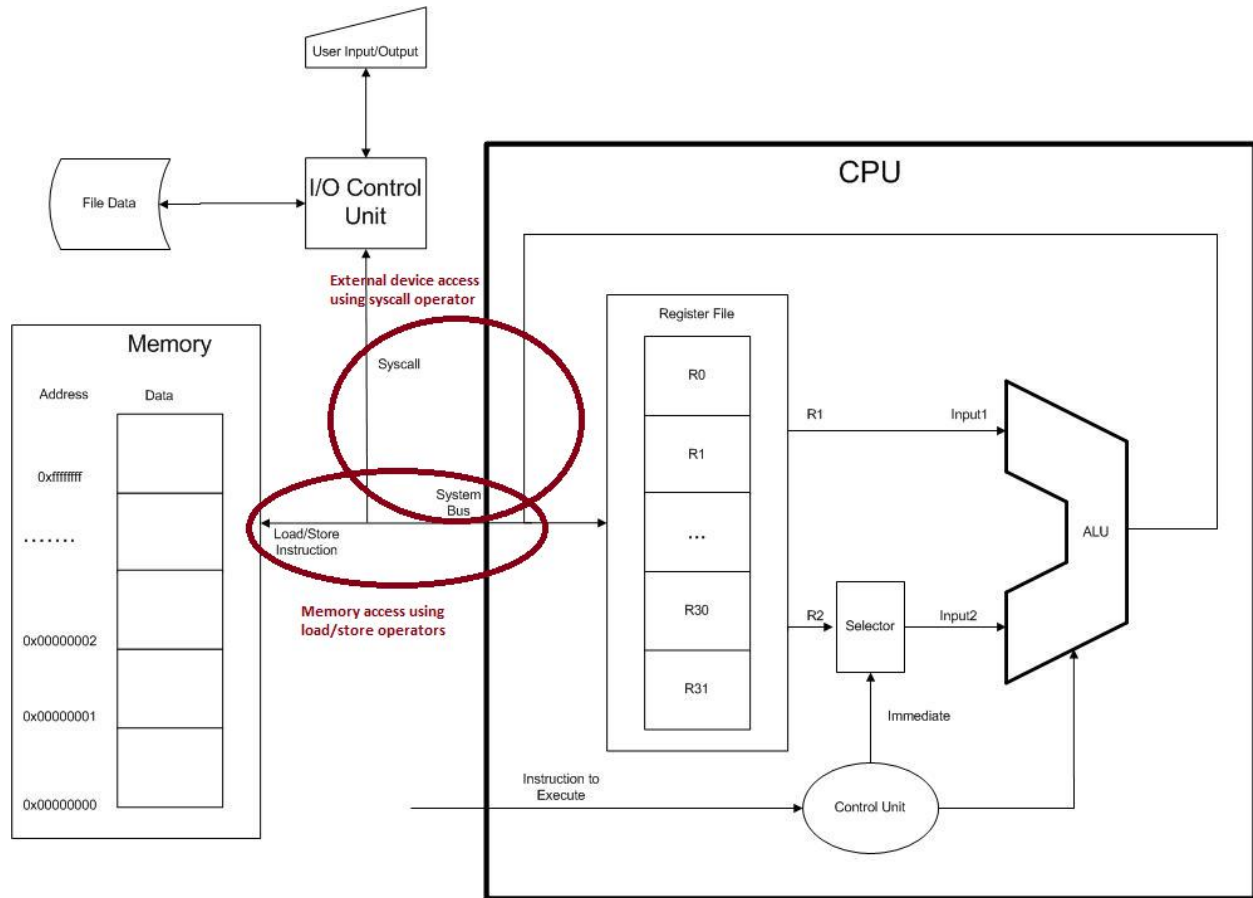 User Input/Output
CPU
I/O Control
Unit
File Data
External device access
using syscall operator
Register File
Memory
Syscall
Address
Data
R0
R1
Input1
R1
0xffffffff
System
Bus
.......
Load/Store
Instruction
...
ALU
Memory access using
load/store operators
R30
R2
Selector
Input2
0x00000002
R31
0x00000001
Immediate
Instruction to
Execute
0x00000000
Control Unit